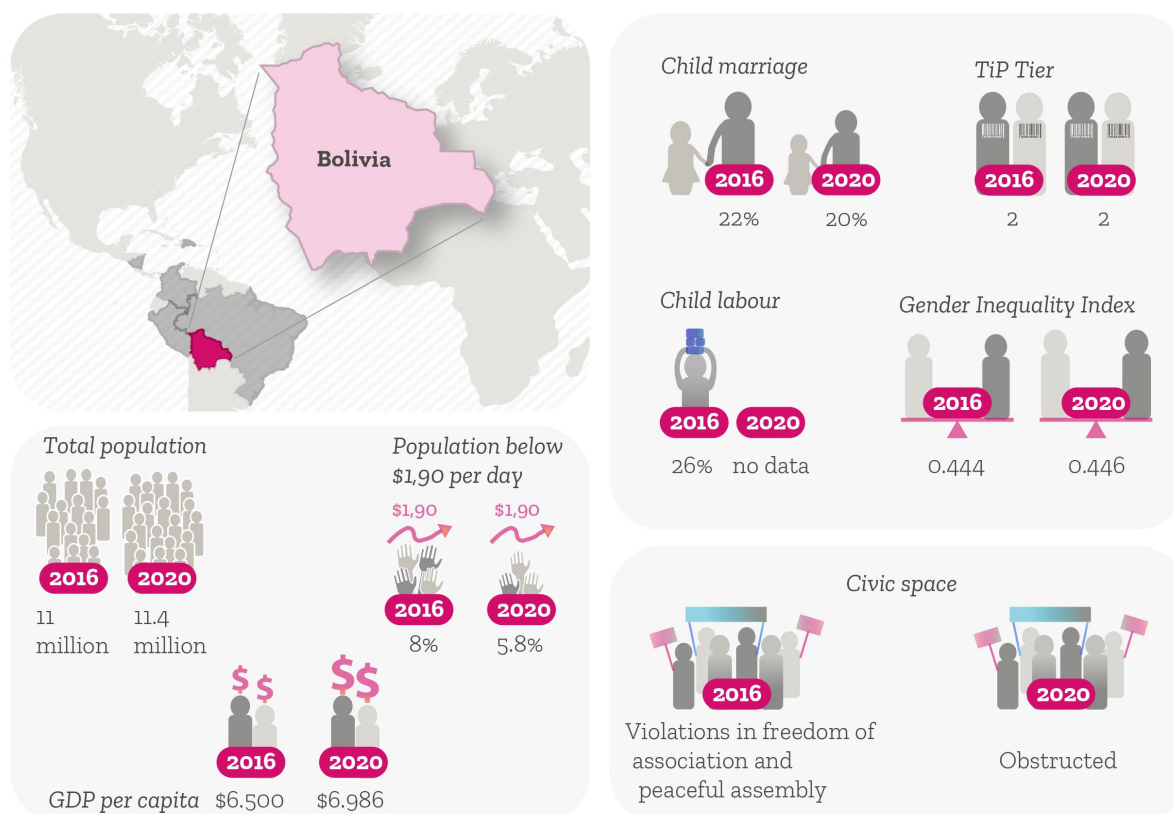 Bolivia
Total population
2016
2020
11
million
11.4
million
Population below
$1,90 per day
$1,90
$1,90
2016
2020
8%
5.8%
$ $
$ $
2016
2020
GDP per capita
$6.500
$6.986
Child marriage
2016
2020
22%
20%
TiP Tier
2016
2020
2
2
Child labour
2016
2020
26%
no data
Gender Inequality Index
2016
2020
0.444
0.446
Civic space
2016
2020
Violations in freedom of
association and
peaceful assembly
Obstructed